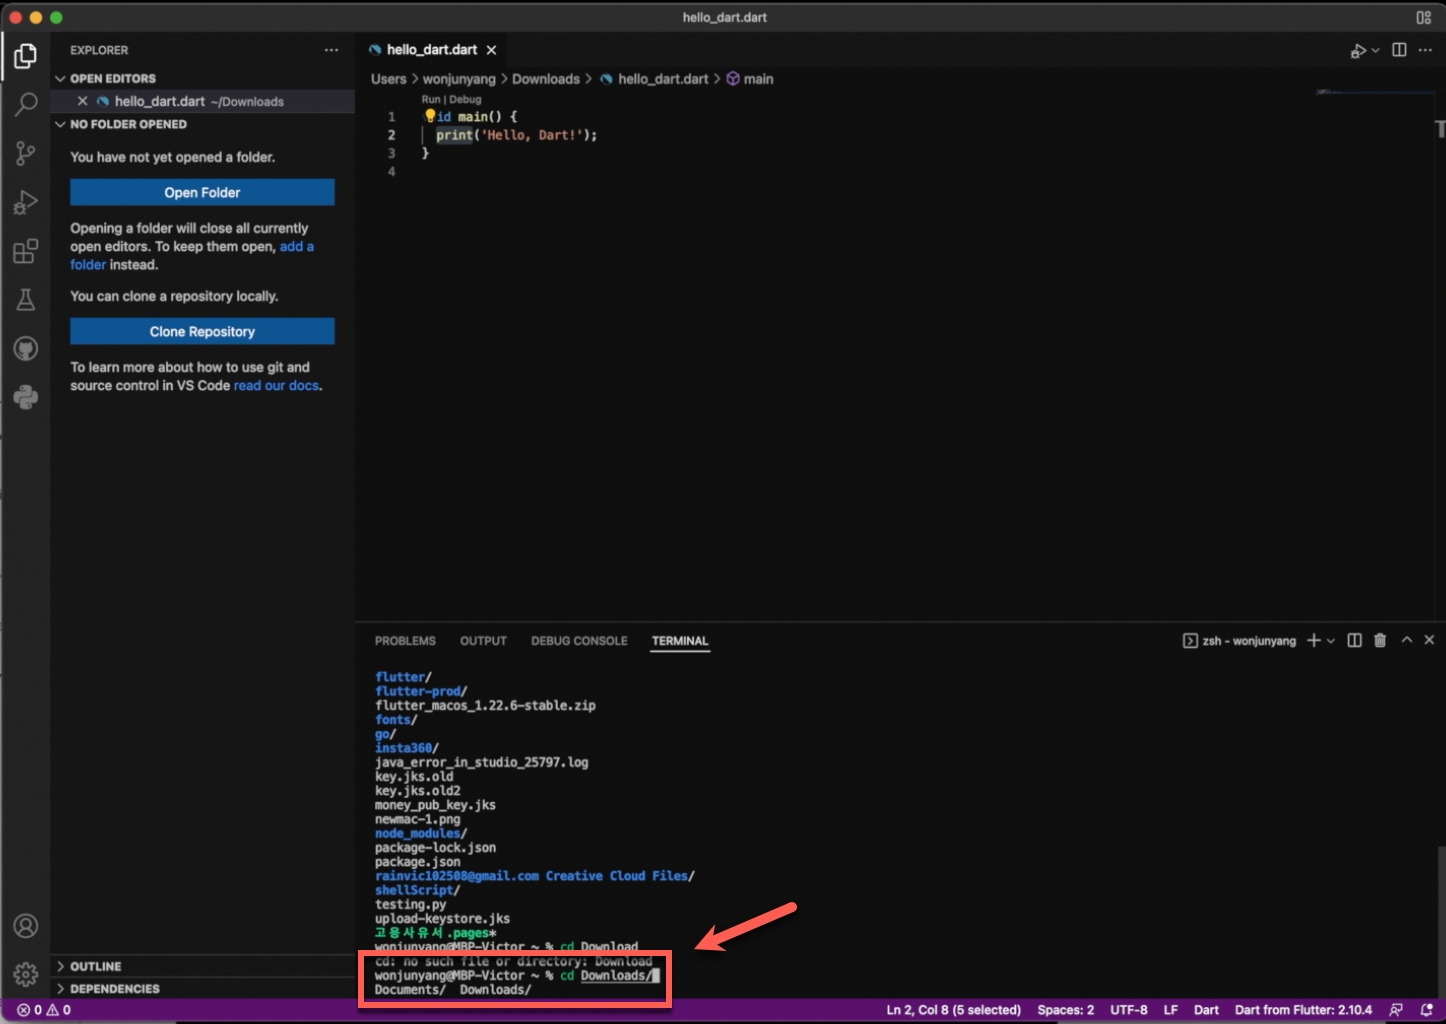 hello_dart.dart
EXPLORER
OPEN EDITORS
hello_dart.dart ~/Downloads
NO FOLDER OPENED
You have not yet opened a folder.
Open Folder
Opening a folder will close all currently
open editors. To keep them open, add a
folder instead.
You can clone a repository locally.
Clone Repository
To learn more about how to use git and
source control in VS Code read our docs.
OUTLINE
DEPENDENCIES
hello_dart.dart
Users > wonjunyang > Downloads > hello_dart.dart > main
Run | Debug
1 id main() {
2 print('Hello, Dart!');
3 }
4
PROBLEMS OUTPUT DEBUG CONSOLE TERMINAL
zsh - wonjunyang
flutter/
flutter-prod/
flutter_macos_1.22.6-stable.zip
fonts/
go/
insta360/
java_error_in_studio_25797.log
key.jks.old
key.jks.old2
money_pub_key.jks
newmac-1.png
node_modules/
package-lock.json
package.json
rainvic102508@gmail.com Creative Cloud Files/
shellScript/
testing.py
upload-keystore.jks
고용사유서.pages*
wonjunyang@MBP-Victor ~ % cd Download
cd: no such file or directory: Download
wonjunyang@MBP-Victor ~ % cd Downloads/
Documents/ Downloads/
0 0
Ln 2, Col 8 (5 selected) Spaces: 2 UTF-8 LF Dart Dart from Flutter: 2.10.4